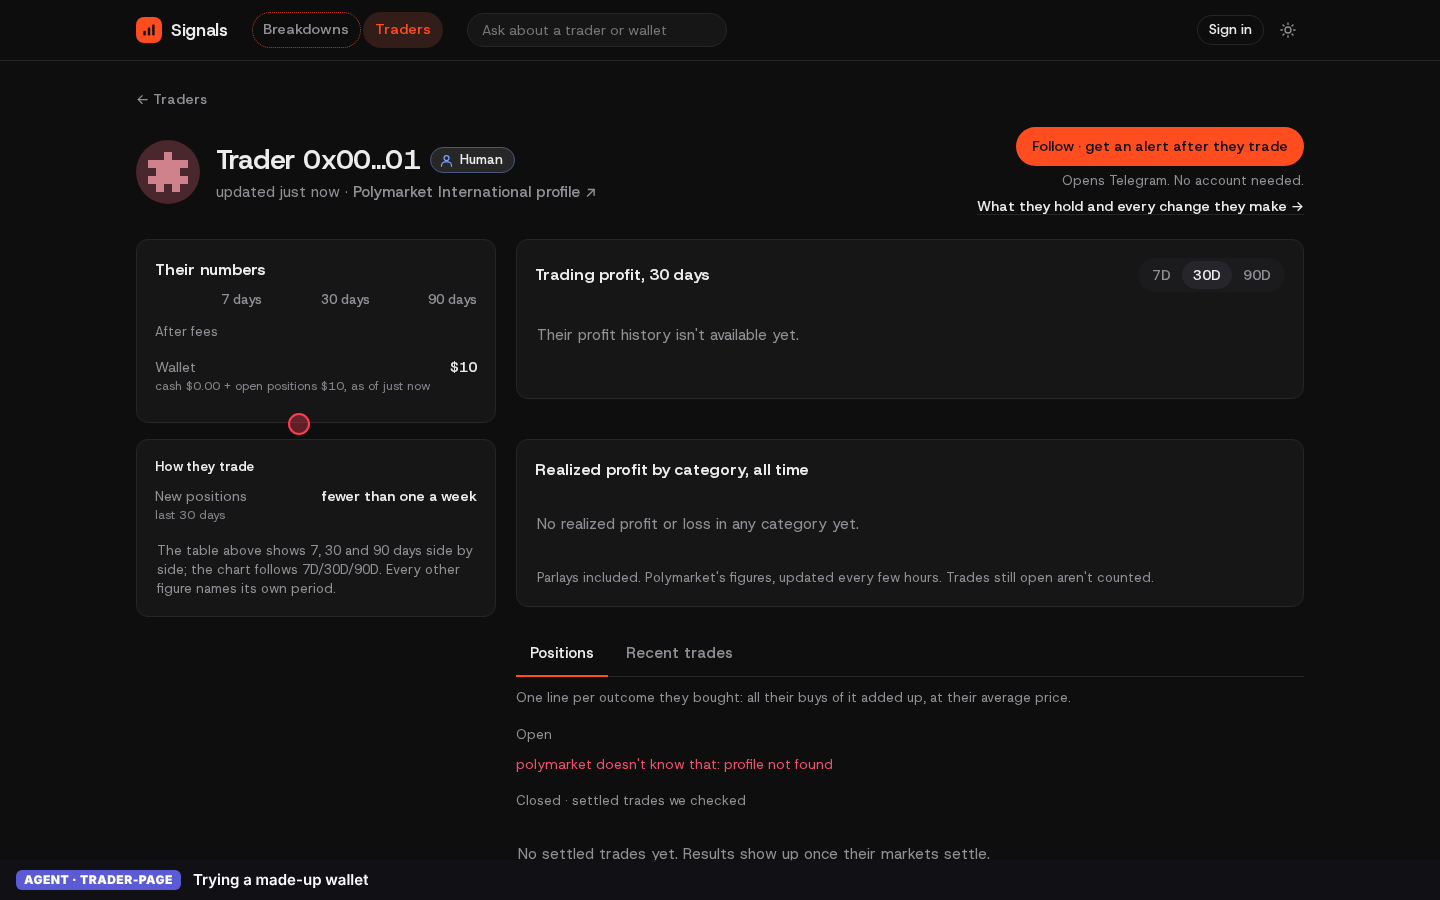 Signals
Breakdowns
Traders
Ask about a trader or wallet
Sign in
← Traders
Trader 0x00…01
Human
updated just now · Polymarket International profile ↗
Follow · get an alert after they trade
Opens Telegram. No account needed.
What they hold and every change they make →
Their numbers
7 days 30 days 90 days
After fees
Wallet $10
cash $0.00 + open positions $10, as of just now
Trading profit, 30 days
7D 30D 90D
Their profit history isn't available yet.
How they trade
New positions fewer than one a week
last 30 days
The table above shows 7, 30 and 90 days side by
side; the chart follows 7D/30D/90D. Every other
figure names its own period.
Realized profit by category, all time
No realized profit or loss in any category yet.
Parlays included. Polymarket's figures, updated every few hours. Trades still open aren't counted.
Positions
Recent trades
One line per outcome they bought: all their buys of it added up, at their average price.
Open
polymarket doesn't know that: profile not found
Closed · settled trades we checked
No settled trades yet. Results show up once their markets settle.
AGENT · TRADER-PAGE
Trying a made-up wallet